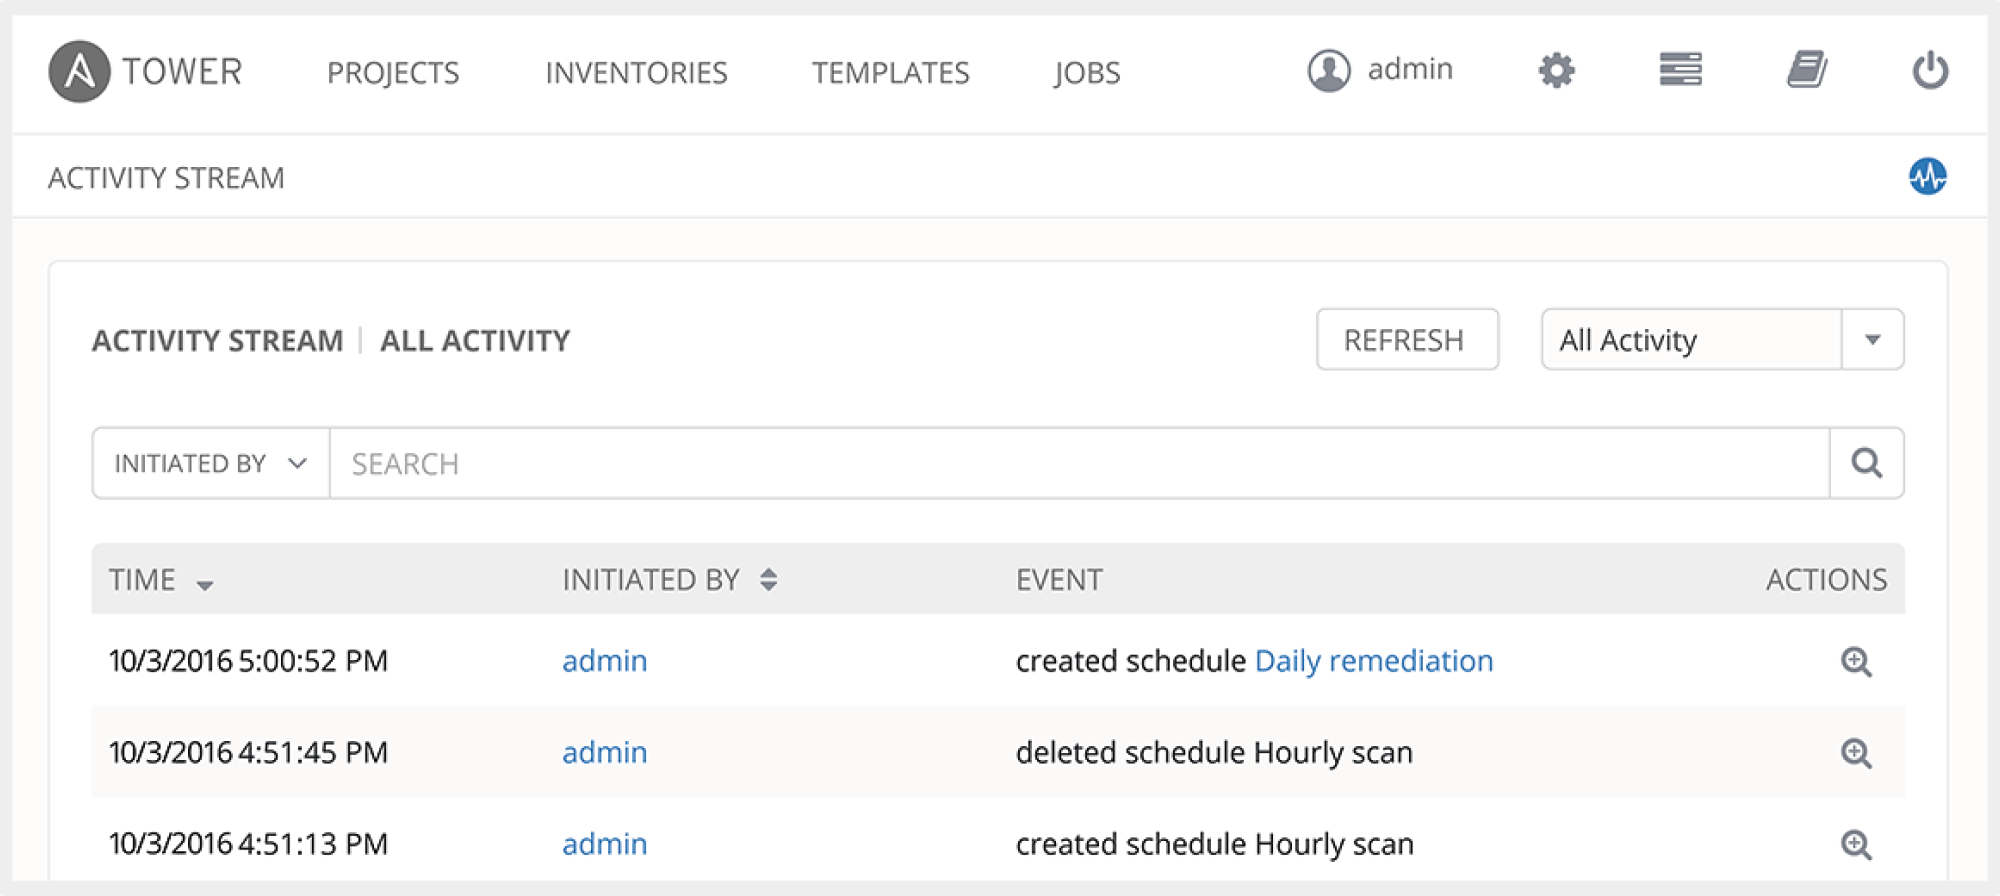 A TOWER PROJECTS INVENTORIES TEMPLATES JOBS admin
ACTIVITY STREAM
ACTIVITY STREAM | ALL ACTIVITY REFRESH All Activity
INITIATED BY SEARCH
TIME INITIATED BY EVENT ACTIONS
10/3/2016 5:00:52 PM admin created schedule Daily remediation
10/3/2016 4:51:45 PM admin deleted schedule Hourly scan
10/3/2016 4:51:13 PM admin created schedule Hourly scan